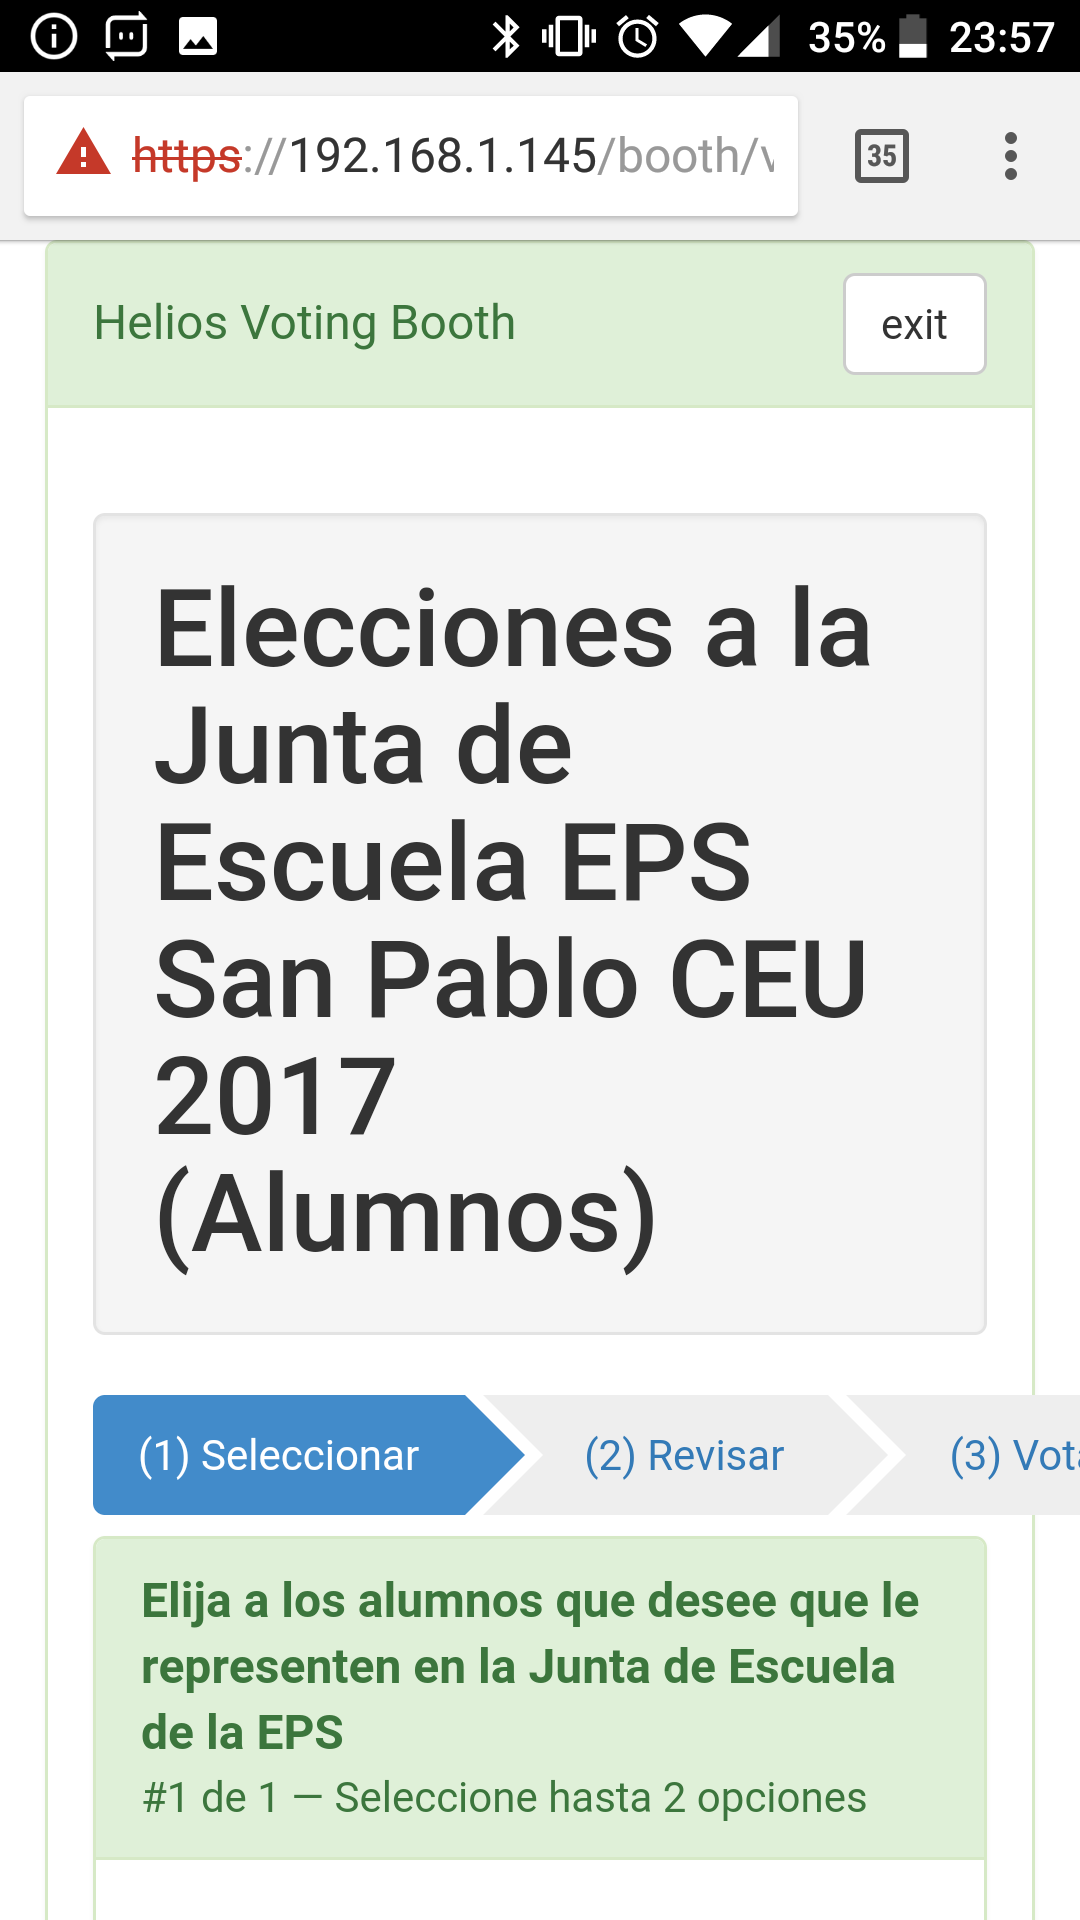 35% 23:57
https://192.168.1.145/booth/v
35
Helios Voting Booth
exit
Elecciones a la
Junta de
Escuela EPS
San Pablo CEU
2017
(Alumnos)
(1) Seleccionar (2) Revisar (3) Vota
Elija a los alumnos que desee que le
representen en la Junta de Escuela
de la EPS
#1 de 1 — Seleccione hasta 2 opciones